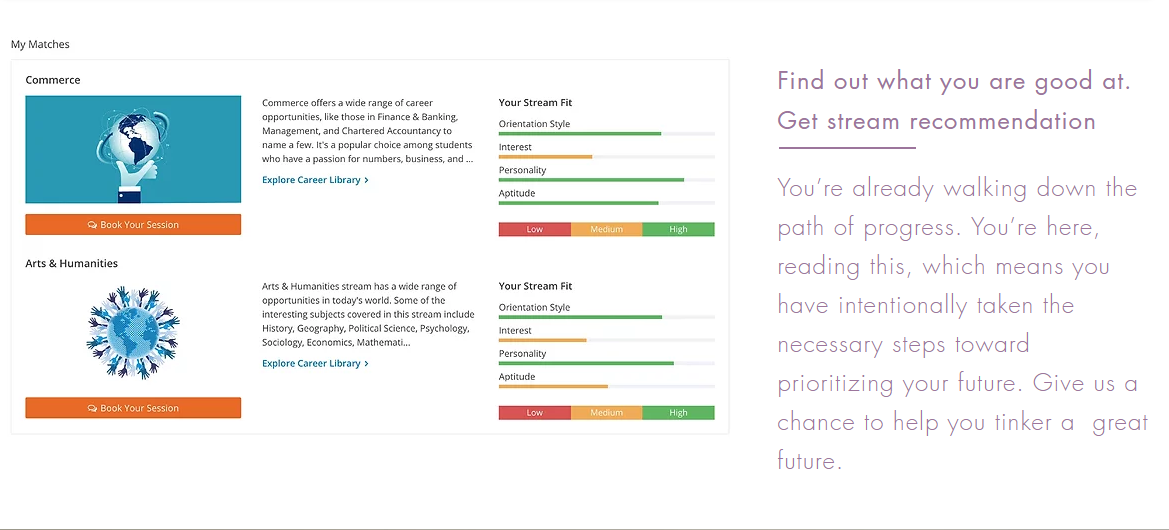 My Matches
Commerce
Commerce offers a wide range of career
opportunities, like those in Finance & Banking,
Management, and Chartered Accountancy to
name a few. It's a popular choice among students
who have a passion for numbers, business, and ...
Explore Career Library >
Book Your Session
Your Stream Fit
Orientation Style
Interest
Personality
Aptitude
Low Medium High
Arts & Humanities
Arts & Humanities stream has a wide range of
opportunities in today's world. Some of the
interesting subjects covered in this stream include
History, Geography, Political Science, Psychology,
Sociology, Economics, Mathemati...
Explore Career Library >
Book Your Session
Your Stream Fit
Orientation Style
Interest
Personality
Aptitude
Low Medium High
Find out what you are good at.
Get stream recommendation
You're already walking down the
path of progress. You're here,
reading this, which means you
have intentionally taken the
necessary steps toward
prioritizing your future. Give us a
chance to help you tinker a  great
future.